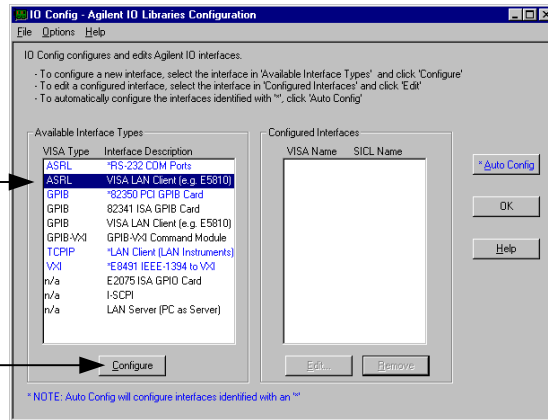 IO Config - Agilent IO Libraries Configuration
File Options Help
IO Config configures and edits Agilent IO interfaces.
- To configure a new interface, select the interface in 'Available Interface Types' and click 'Configure'
- To edit a configured interface, select the interface in 'Configured Interfaces' and click 'Edit'
- To automatically configure the interfaces identified with '*', click 'Auto Config'
Available Interface Types
VISA Type Interface Description
ASRL *RS-232 COM Ports
ASRL VISA LAN Client (e.g. E5810)
GPIB *82350 PCI GPIB Card
GPIB 82341 ISA GPIB Card
GPIB VISA LAN Client (e.g. E5810)
GPIB-VXI GPIB-VXI Command Module
TCPIP *LAN Client (LAN Instruments)
VXI *E8491 IEEE-1394 to VXI
n/a E2075 ISA GPIO Card
n/a I-SCPI
n/a LAN Server (PC as Server)
Configure
Configured Interfaces
VISA Name SICL Name
Edit... Remove
* Auto Config
OK
Help
* NOTE: Auto Config will configure interfaces identified with an '*'